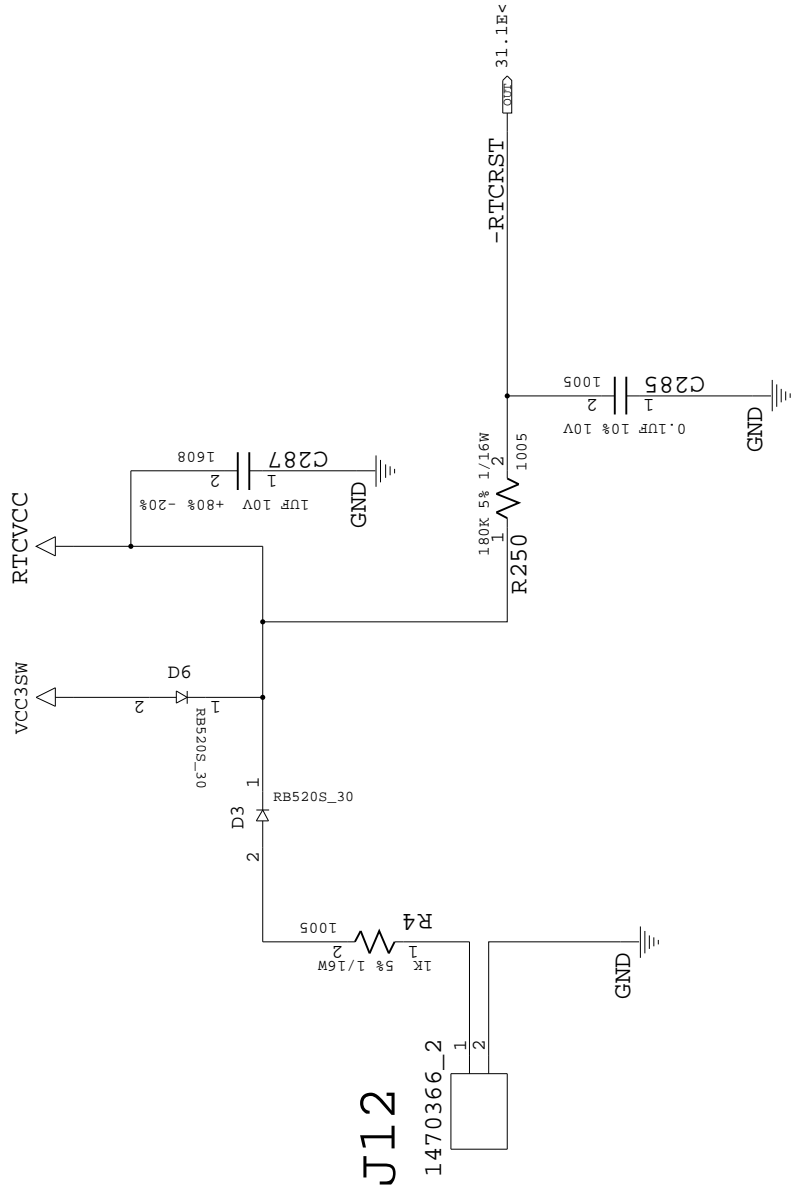 31.1E<
OUT
-RTCRST
RTCVCC
1608
2
1
C287
1UF 10V +80% -20%
GND
1005
2
1
C285
0.1UF 10% 10V
GND
180K 5% 1/16W
1
2
1005
R250
VCC3SW
D6
2
1
RB520S_30
1
RB520S_30
D3
2
1005
R4
2
1
1K 5% 1/16W
GND
1
2
1470366_2
J12